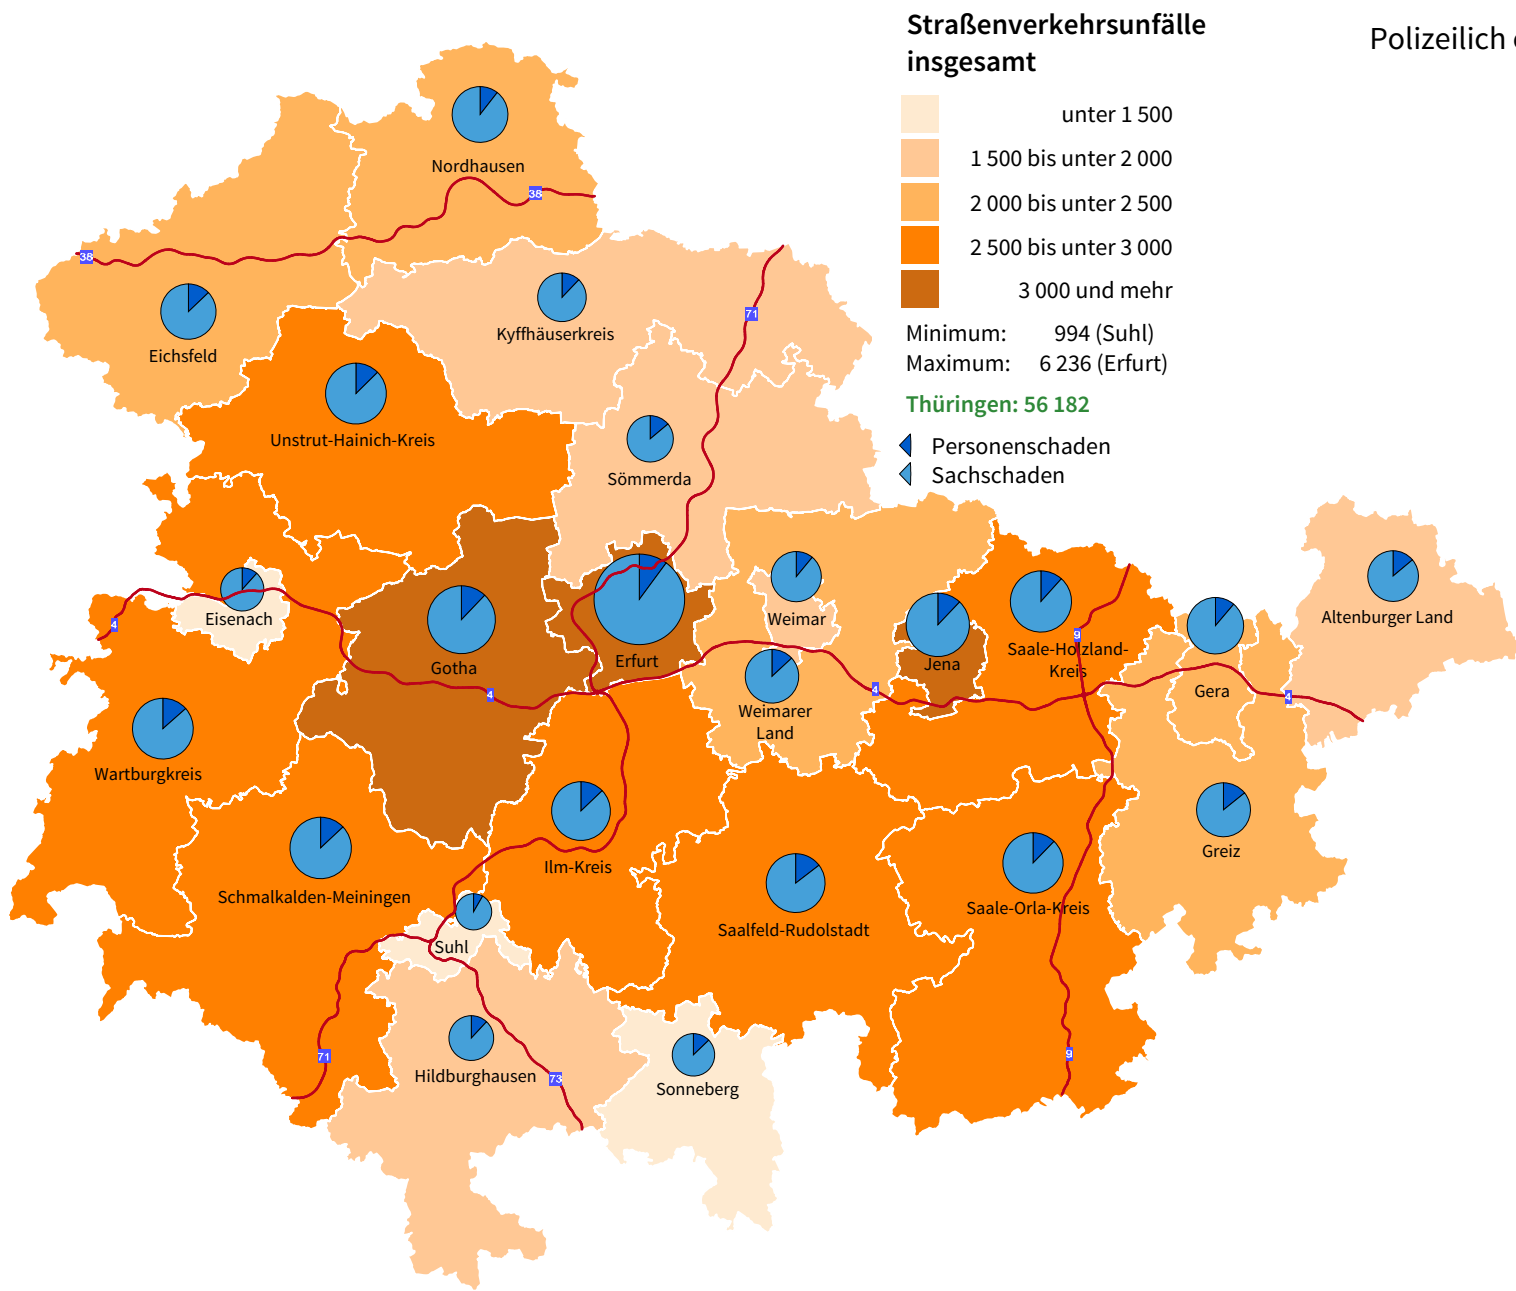 Straßenverkehrsunfälle
insgesamt
Polizeilich
unter 1 500
1 500 bis unter 2 000
2 000 bis unter 2 500
2 500 bis unter 3 000
3 000 und mehr
Minimum: 994 (Suhl)
Maximum: 6 236 (Erfurt)
Thüringen: 56 182
Personenschaden
Sachschaden
Nordhausen
38
38
71
Kyffhäuserkreis
Eichsfeld
Unstrut-Hainich-Kreis
Sömmerda
Eisenach
4
Weimar
Altenburger Land
9
Saale-Holzland-
Kreis
Erfurt
Gotha
Jena
4
4
Gera
4
Weimarer
Land
Wartburgkreis
Ilm-Kreis
Greiz
Schmalkalden-Meiningen
Saale-Orla-Kreis
Saalfeld-Rudolstadt
Suhl
71
9
Hildburghausen
73
Sonneberg